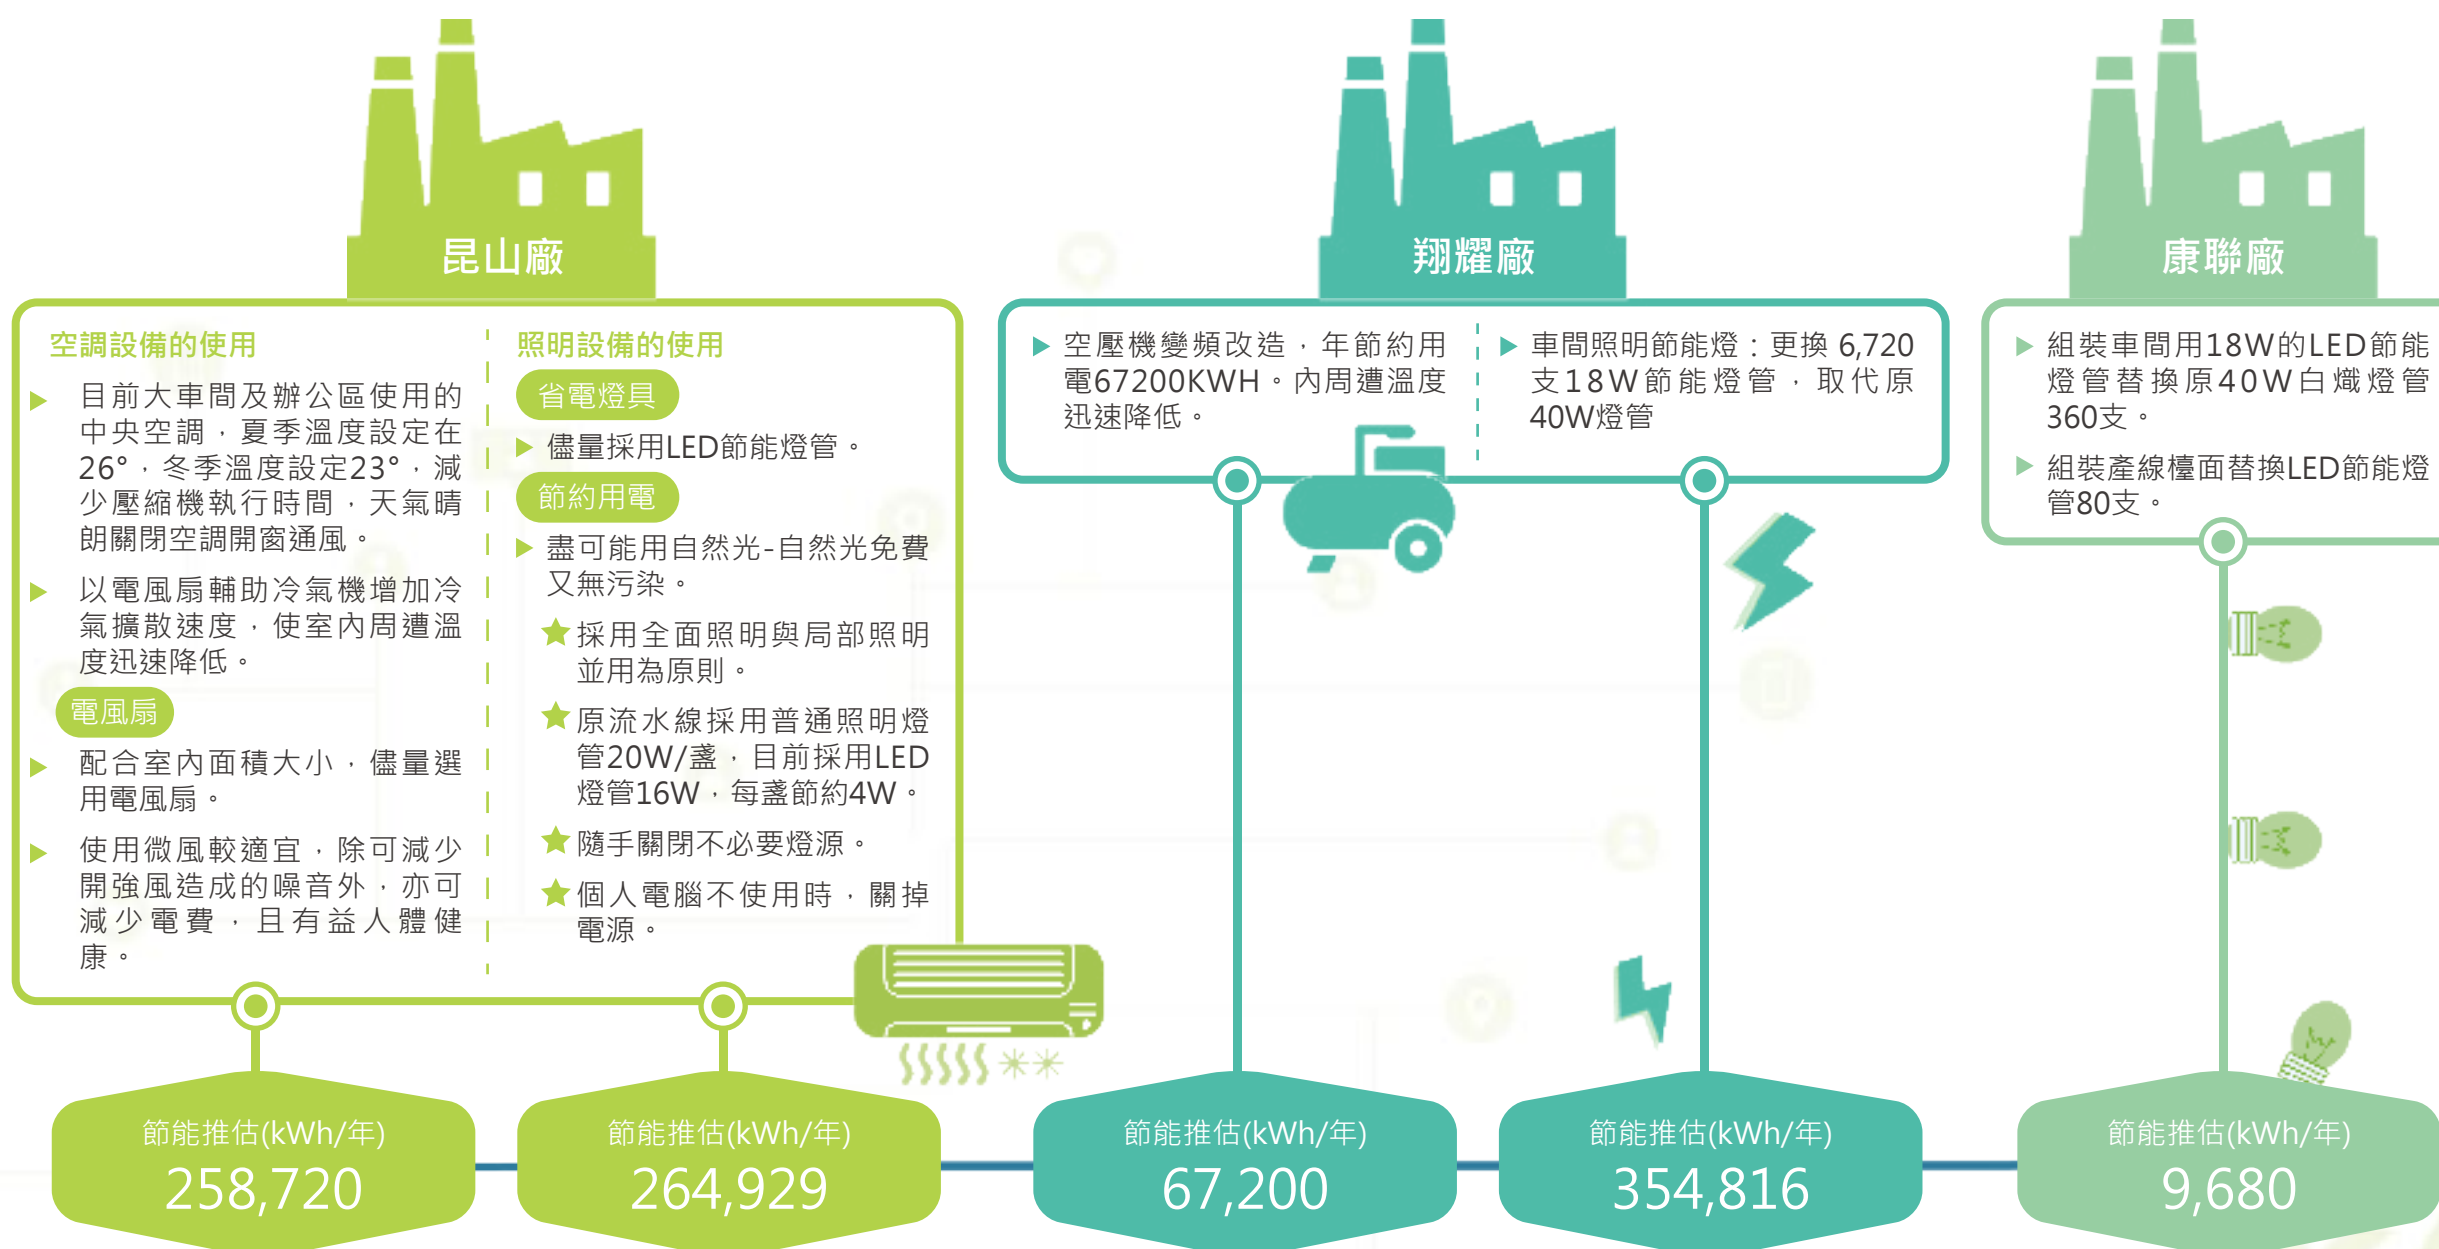 昆山廠
空調設備的使用
目前大車間及辦公區使用的
中央空調，夏季溫度設定在
26°，冬季溫度設定23°，減
少壓縮機執行時間，天氣晴
朗關閉空調開窗通風。
以電風扇輔助冷氣機增加冷
氣擴散速度，使室內周遭溫
度迅速降低。
電風扇
配合室內面積大小，儘量選
用電風扇。
使用微風較適宜，除可減少
開強風造成的噪音外，亦可
減少電費，且有益人體健
康。
照明設備的使用
省電燈具
儘量採用LED節能燈管。
節約用電
盡可能用自然光-自然光免費
又無污染。
採用全面照明與局部照明
並用為原則。
原流水線採用普通照明燈
管20W/盞，目前採用LED
燈管16W，每盞節約4W。
隨手關閉不必要燈源。
個人電腦不使用時，關掉
電源。
節能推估(kWh/年)
258,720
節能推估(kWh/年)
264,929
翔耀廠
空壓機變頻改造，年節約用
電67200KWH。內周遭溫度
迅速降低。
車間照明節能燈：更換 6,720
支18W節能燈管，取代原
40W燈管
節能推估(kWh/年)
67,200
節能推估(kWh/年)
354,816
康聯廠
組裝車間用18W的LED節能
燈管替換原40W白熾燈管
360支。
組裝產線檯面替換LED節能燈
管80支。
節能推估(kWh/年)
9,680